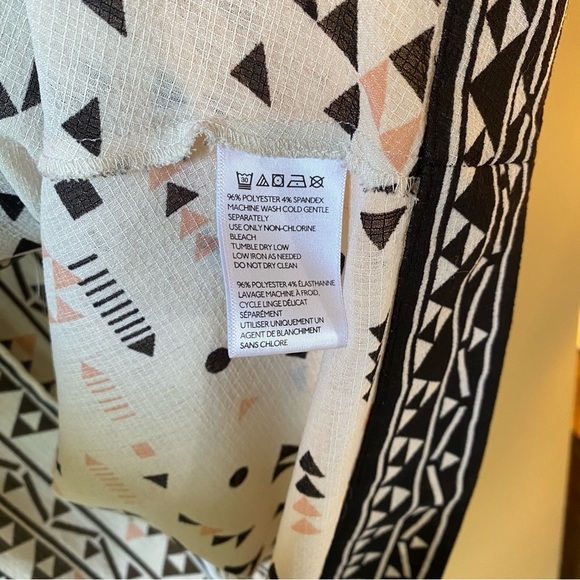 30
96% POLYESTER 4% SPANDEX
MACHINE WASH COLD GENTLE
SEPARATELY
USE ONLY NON-CHLORINE
BLEACH
TUMBLE DRY LOW
LOW IRON AS NEEDED
DO NOT DRY CLEAN
96% POLYESTER 4% ÉLASTHANNE
LAVAGE MACHINE À FROID,
CYCLE LINGE DÉLICAT
SÉPARÉMENT
UTILISER UNIQUEMENT UN
AGENT DE BLANCHIMENT
SANS CHLORE